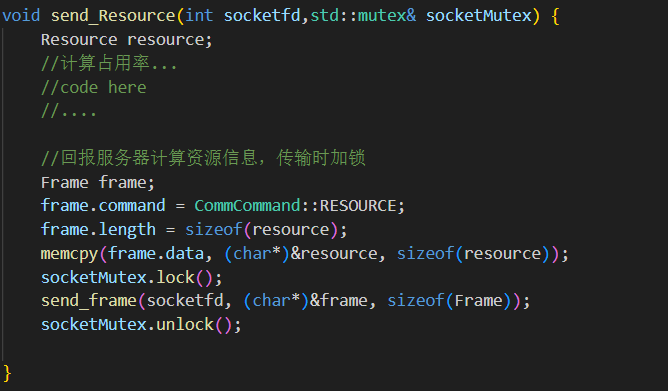 void send_Resource(int socketfd,std::mutex& socketMutex) {
Resource resource;
//计算占用率...
//code here
//....
//回报服务器计算资源信息，传输时加锁
Frame frame;
frame.command = CommCommand::RESOURCE;
frame.length = sizeof(resource);
memcpy(frame.data, (char*)&resource, sizeof(resource));
socketMutex.lock();
send_frame(socketfd, (char*)&frame, sizeof(Frame));
socketMutex.unlock();
}